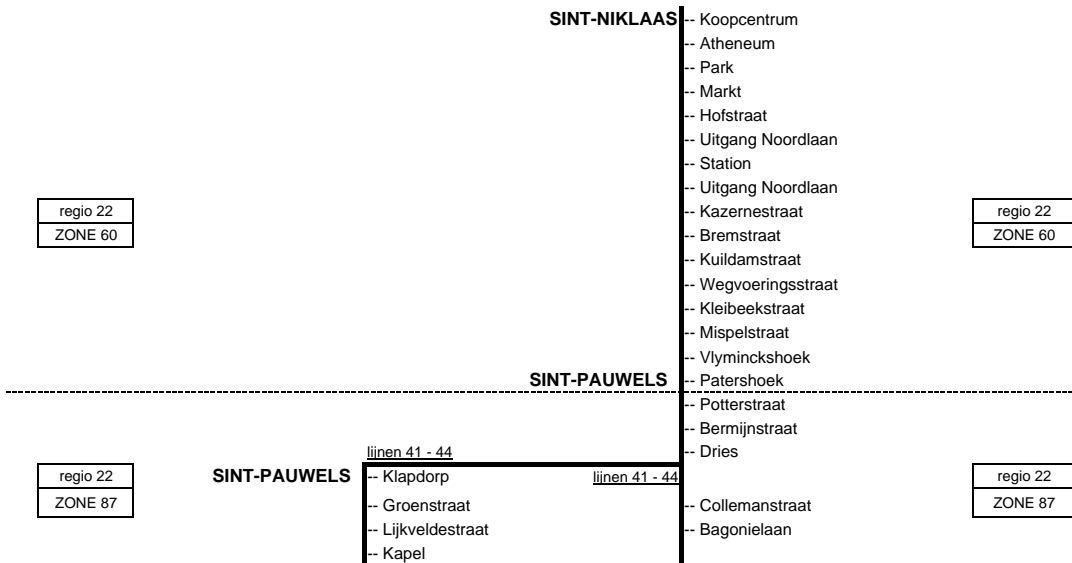 SINT-NIKLAAS -- Koopcentrum
-- Atheneum
-- Park
-- Markt
-- Hofstraat
-- Uitgang Noordlaan
-- Station
-- Uitgang Noordlaan
regio 22 -- Kazernestraat regio 22
ZONE 60 -- Bremstraat ZONE 60
-- Kuildamstraat
-- Wegvoeringsstraat
-- Kleibeekstraat
-- Mispelstraat
-- Vlyminckshoek
SINT-PAUWELS -- Patershoek
-- Potterstraat
-- Bermijnstraat
lijnen 41 - 44 -- Dries
regio 22 SINT-PAUWELS -- Klapdorp lijnen 41 - 44 regio 22
ZONE 87 -- Groenstraat -- Collemanstraat ZONE 87
-- Lijkveldestraat -- Bagonielaan
-- Kapel